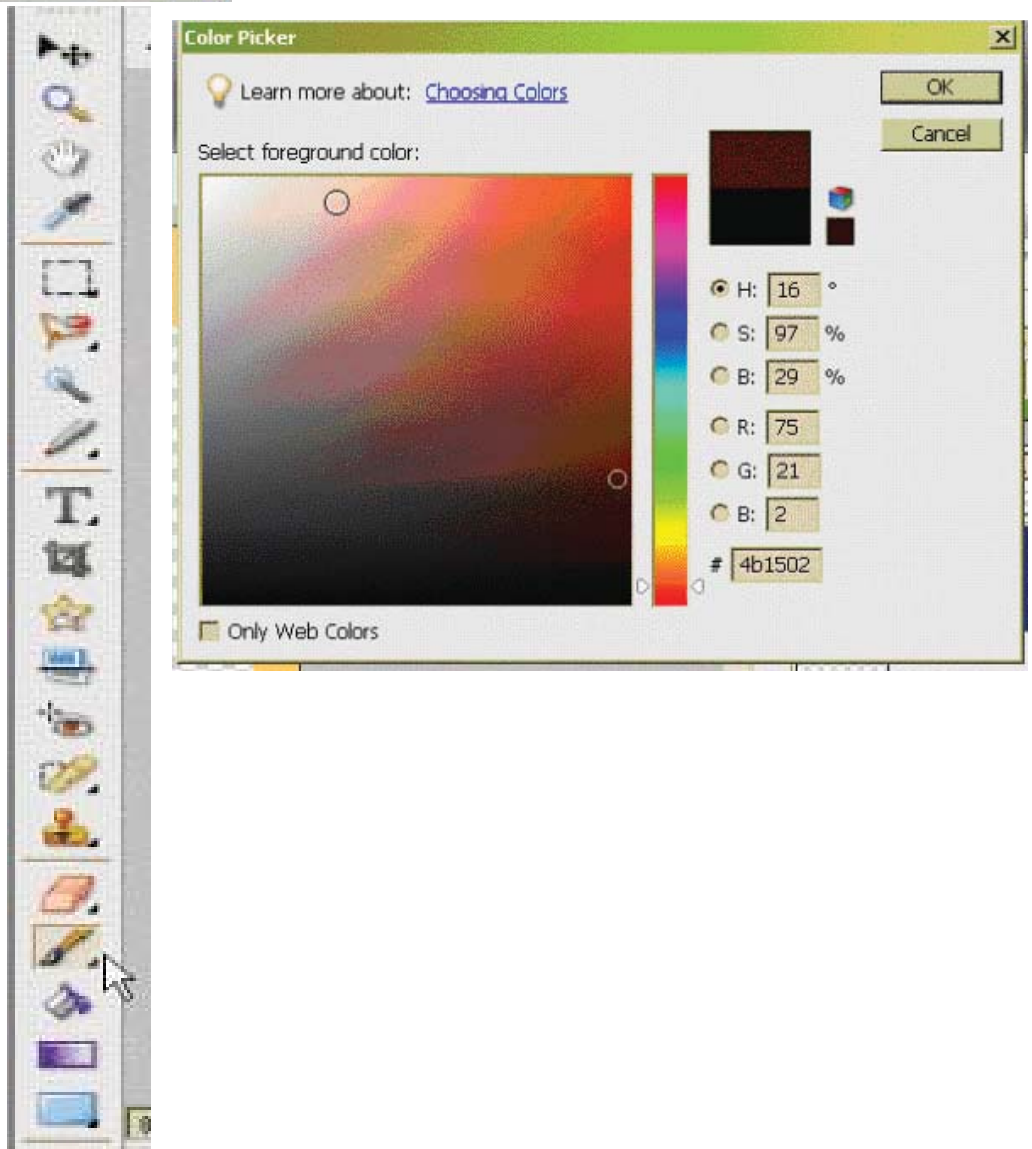 Color Picker
Learn more about: Choosing Colors
OK
Cancel
Select foreground color:
H: 16 °
S: 97 %
B: 29 %
R: 75
G: 21
B: 2
# 4b1502
Only Web Colors
T